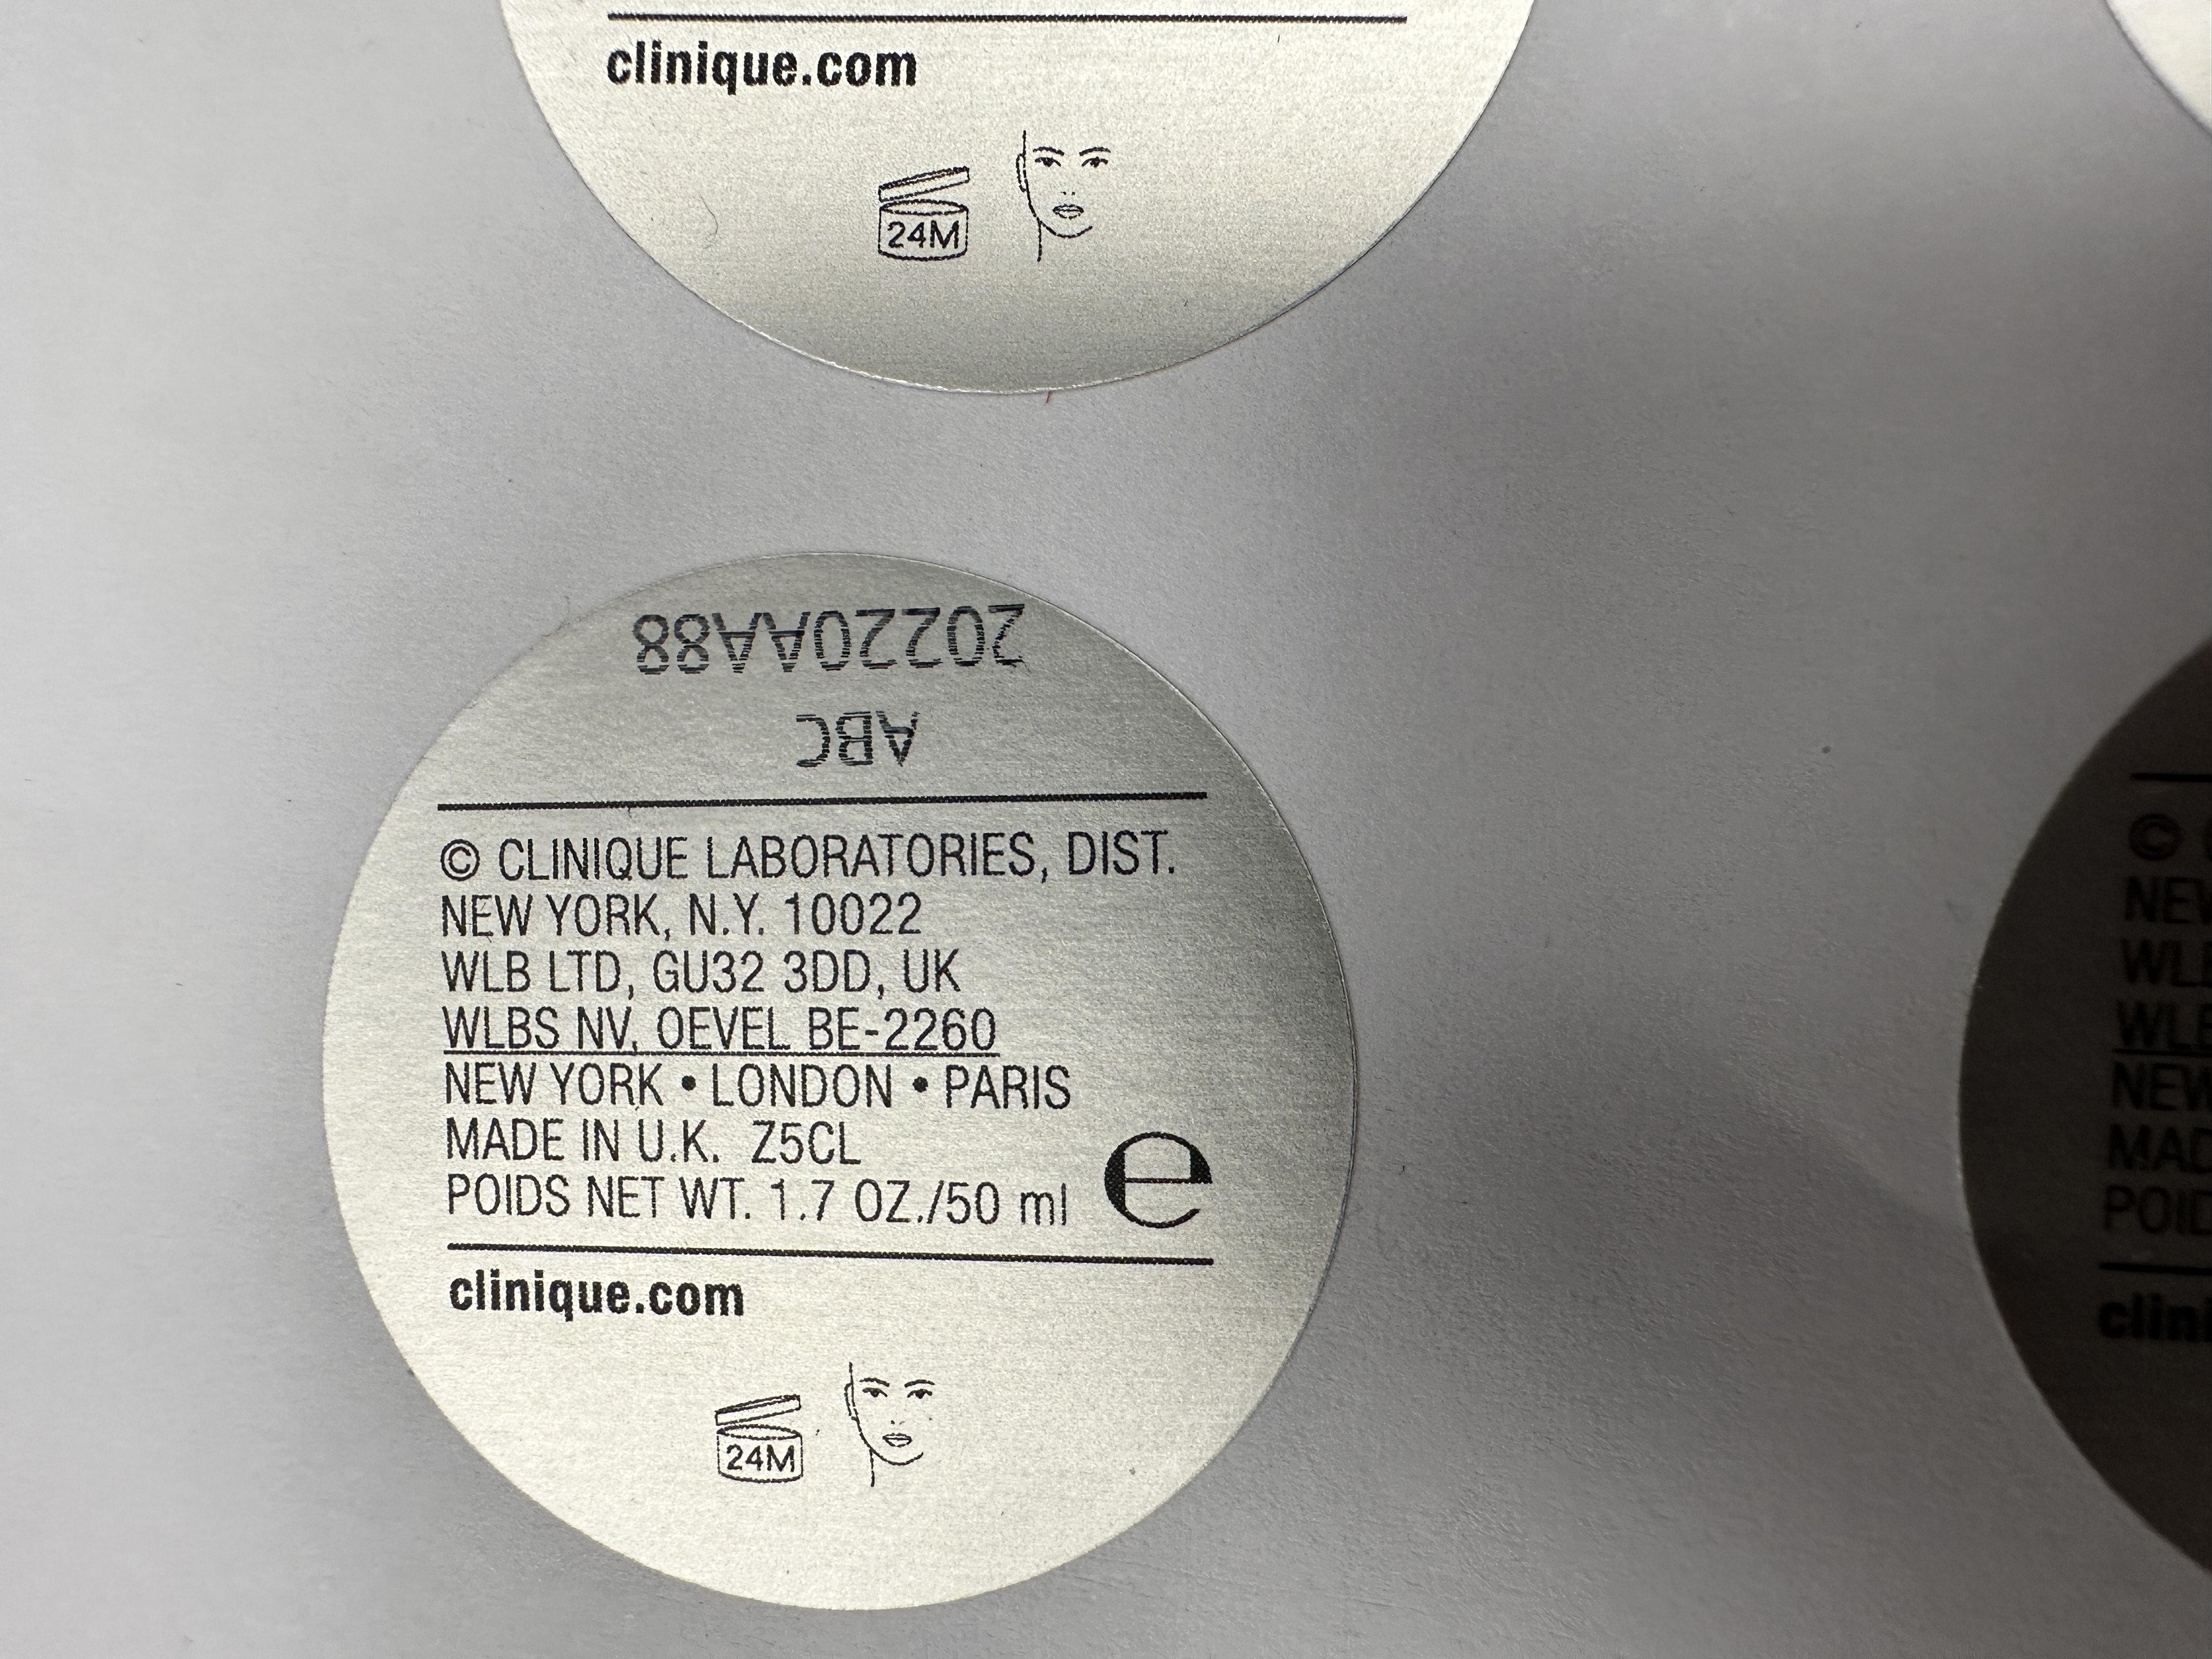 clinique.com
24M
20220AA88
ABC
© CLINIQUE LABORATORIES, DIST.
NEW YORK, N.Y. 10022
WLB LTD, GU32 3DD, UK
WLBS NV, OEVEL BE-2260
NEW YORK • LONDON • PARIS
MADE IN U.K. Z5CL
POIDS NET WT. 1.7 OZ./50 ml e
clinique.com
24M